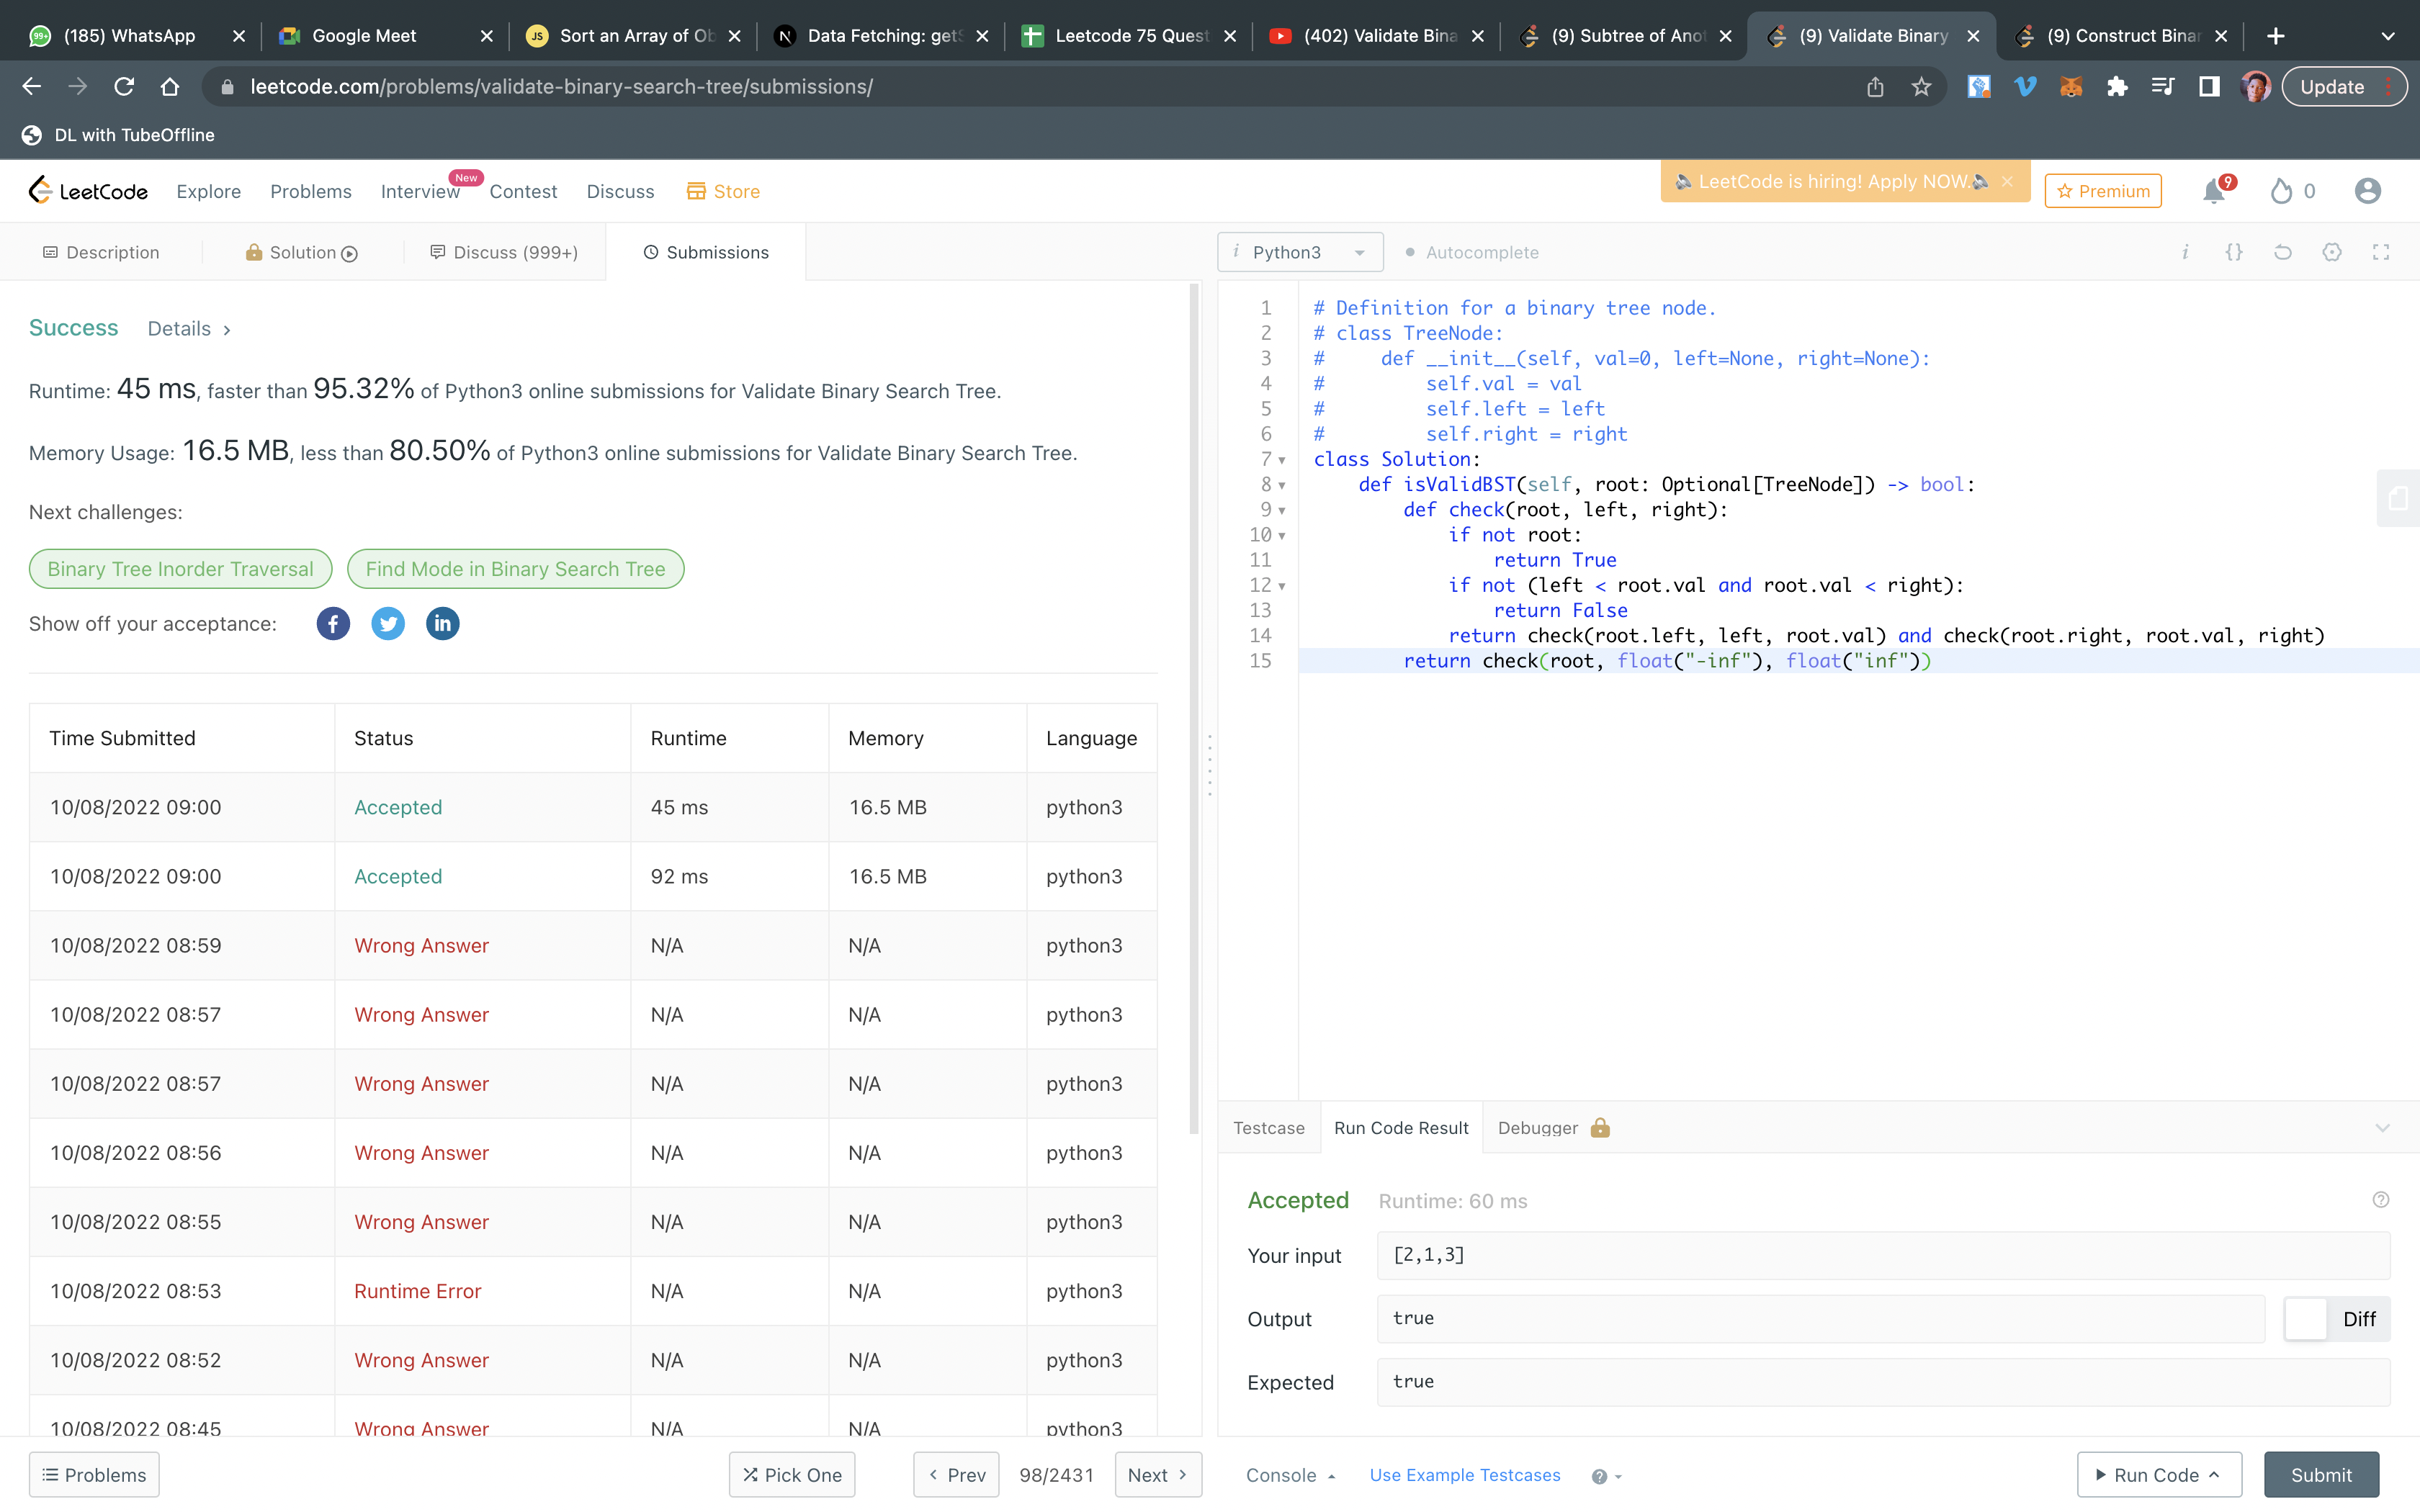 (185) WhatsApp
Google Meet
JS Sort an Array of Ob
N Data Fetching: getS
Leetcode 75 Quest
(402) Validate Bina
(9) Subtree of Anot
(9) Validate Binary
(9) Construct Binar
leetcode.com/problems/validate-binary-search-tree/submissions/
Update
DL with TubeOffline
LeetCode
Explore
Problems
Interview
New
Contest
Discuss
Store
LeetCode is hiring! Apply NOW.
Premium
9
0
Description
Solution
Discuss (999+)
Submissions
i Python3
Autocomplete
Success Details >
Runtime: 45 ms, faster than 95.32% of Python3 online submissions for Validate Binary Search Tree.
Memory Usage: 16.5 MB, less than 80.50% of Python3 online submissions for Validate Binary Search Tree.
Next challenges:
Binary Tree Inorder Traversal
Find Mode in Binary Search Tree
Show off your acceptance:
Time Submitted Status Runtime Memory Language
10/08/2022 09:00 Accepted 45 ms 16.5 MB python3
10/08/2022 09:00 Accepted 92 ms 16.5 MB python3
10/08/2022 08:59 Wrong Answer N/A N/A python3
10/08/2022 08:57 Wrong Answer N/A N/A python3
10/08/2022 08:57 Wrong Answer N/A N/A python3
10/08/2022 08:56 Wrong Answer N/A N/A python3
10/08/2022 08:55 Wrong Answer N/A N/A python3
10/08/2022 08:53 Runtime Error N/A N/A python3
10/08/2022 08:52 Wrong Answer N/A N/A python3
10/08/2022 08:45 Wrong Answer N/A N/A python3
Problems
Pick One
< Prev
98/2431
Next >
1 # Definition for a binary tree node.
2 # class TreeNode:
3 #     def __init__(self, val=0, left=None, right=None):
4 #         self.val = val
5 #         self.left = left
6 #         self.right = right
7 class Solution:
8     def isValidBST(self, root: Optional[TreeNode]) -> bool:
9         def check(root, left, right):
10             if not root:
11                 return True
12             if not (left < root.val and root.val < right):
13                 return False
14             return check(root.left, left, root.val) and check(root.right, root.val, right)
15         return check(root, float("-inf"), float("inf"))
Testcase
Run Code Result
Debugger
Accepted Runtime: 60 ms
Your input [2,1,3]
Output true
Diff
Expected true
Console
Use Example Testcases
Run Code
Submit